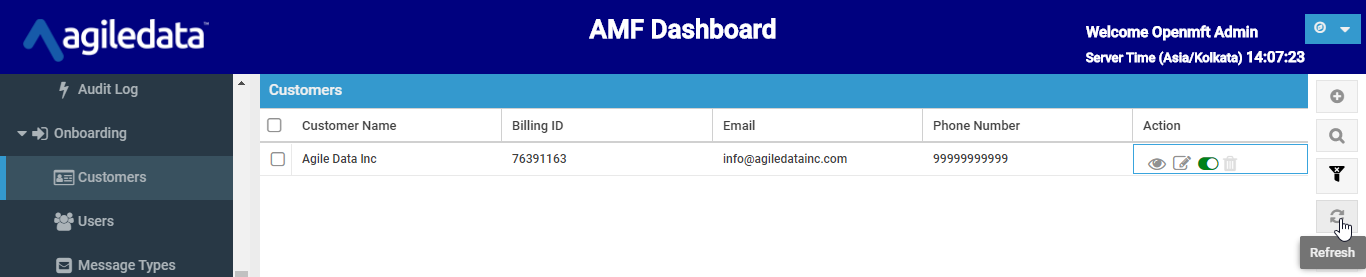 agiledata™
AMF Dashboard
Welcome Openmft Admin
Server Time (Asia/Kolkata) 14:07:23
Audit Log
Onboarding
Customers
Users
Message Types
Customers
Customer Name Billing ID Email Phone Number Action
Agile Data Inc 76391163 info@agiledatainc.com 99999999999
Refresh